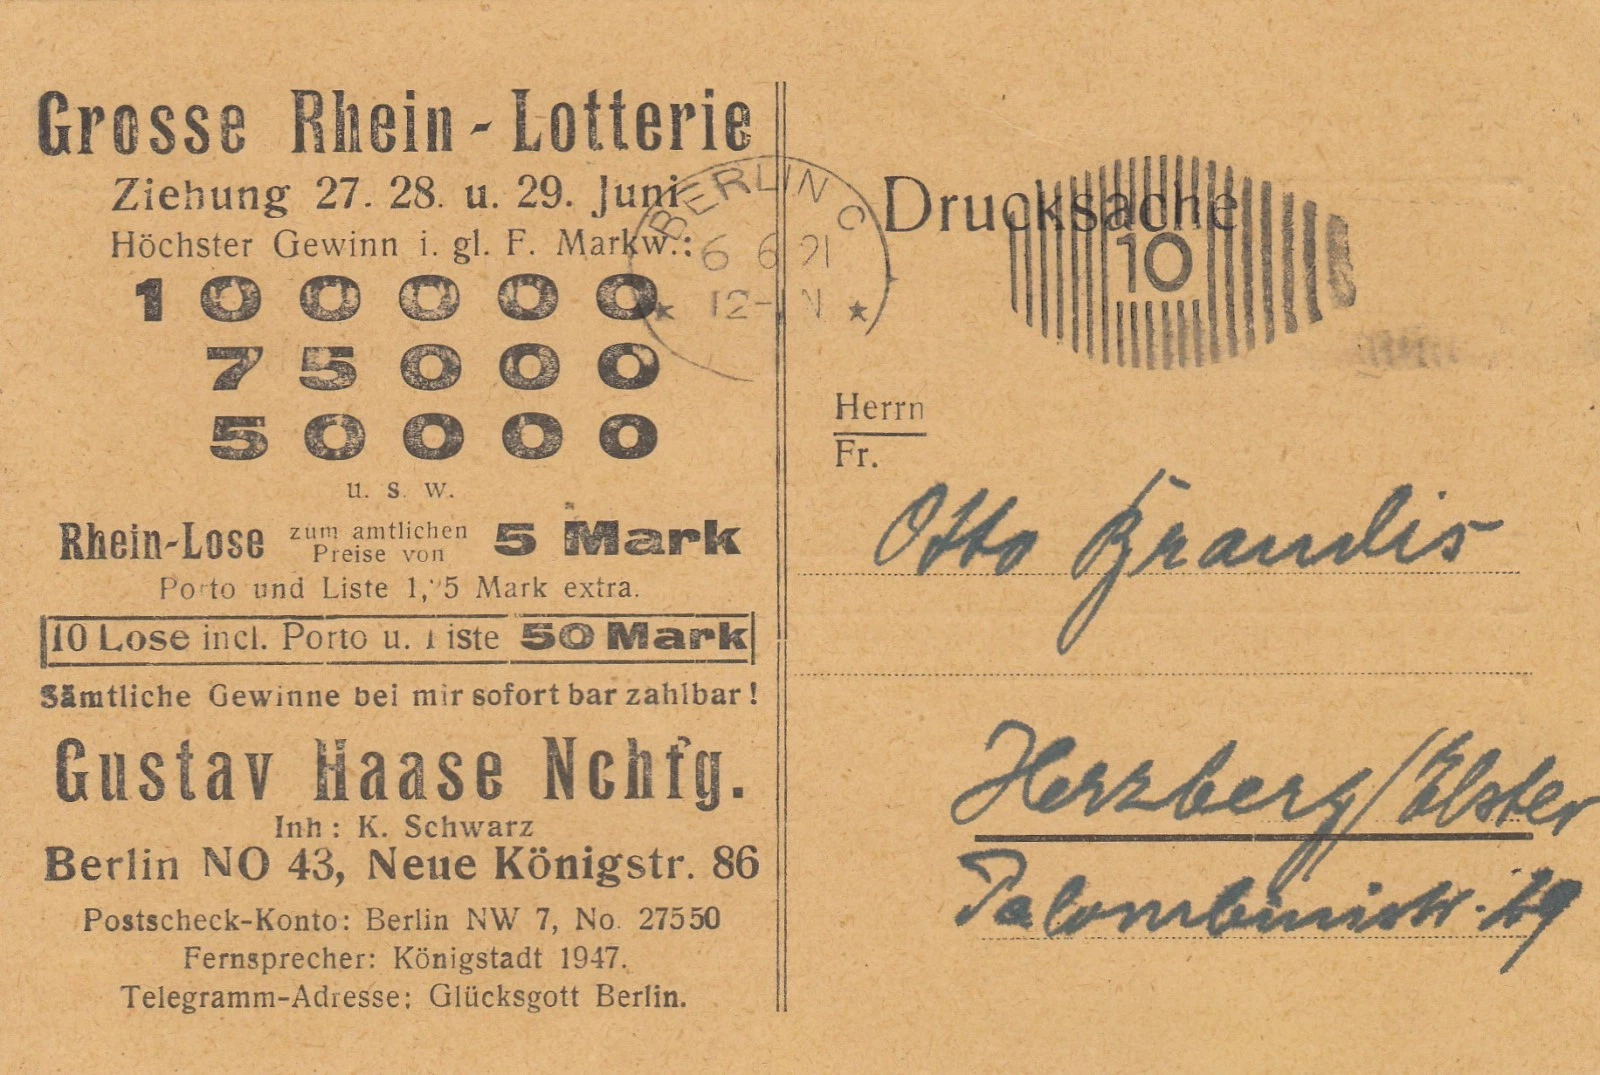 Grosse Rhein-Lotterie
Ziehung 27. 28. u. 29. Juni
Höchster Gewinn i. gl. F. Markw.:
100000
75000
50000
u. s. w.
Rhein-Lose zum amtlichen Preise von 5 Mark
Porto und Liste 1,25 Mark extra.
10 Lose incl. Porto u. Liste 50 Mark
Sämtliche Gewinne bei mir sofort bar zahlbar!
Gustav Haase Nchfg.
Inh: K. Schwarz
Berlin NO 43, Neue Königstr. 86
Postscheck-Konto: Berlin NW 7, No. 27550
Fernsprecher: Königstadt 1947.
Telegramm-Adresse: Glücksgott Berlin.
BERLIN C
6 6 21
12-1 N
Drucksache
10
Herrn
Fr.
Otto Brandis
Herzberg/Elster
Palombinistr. 29